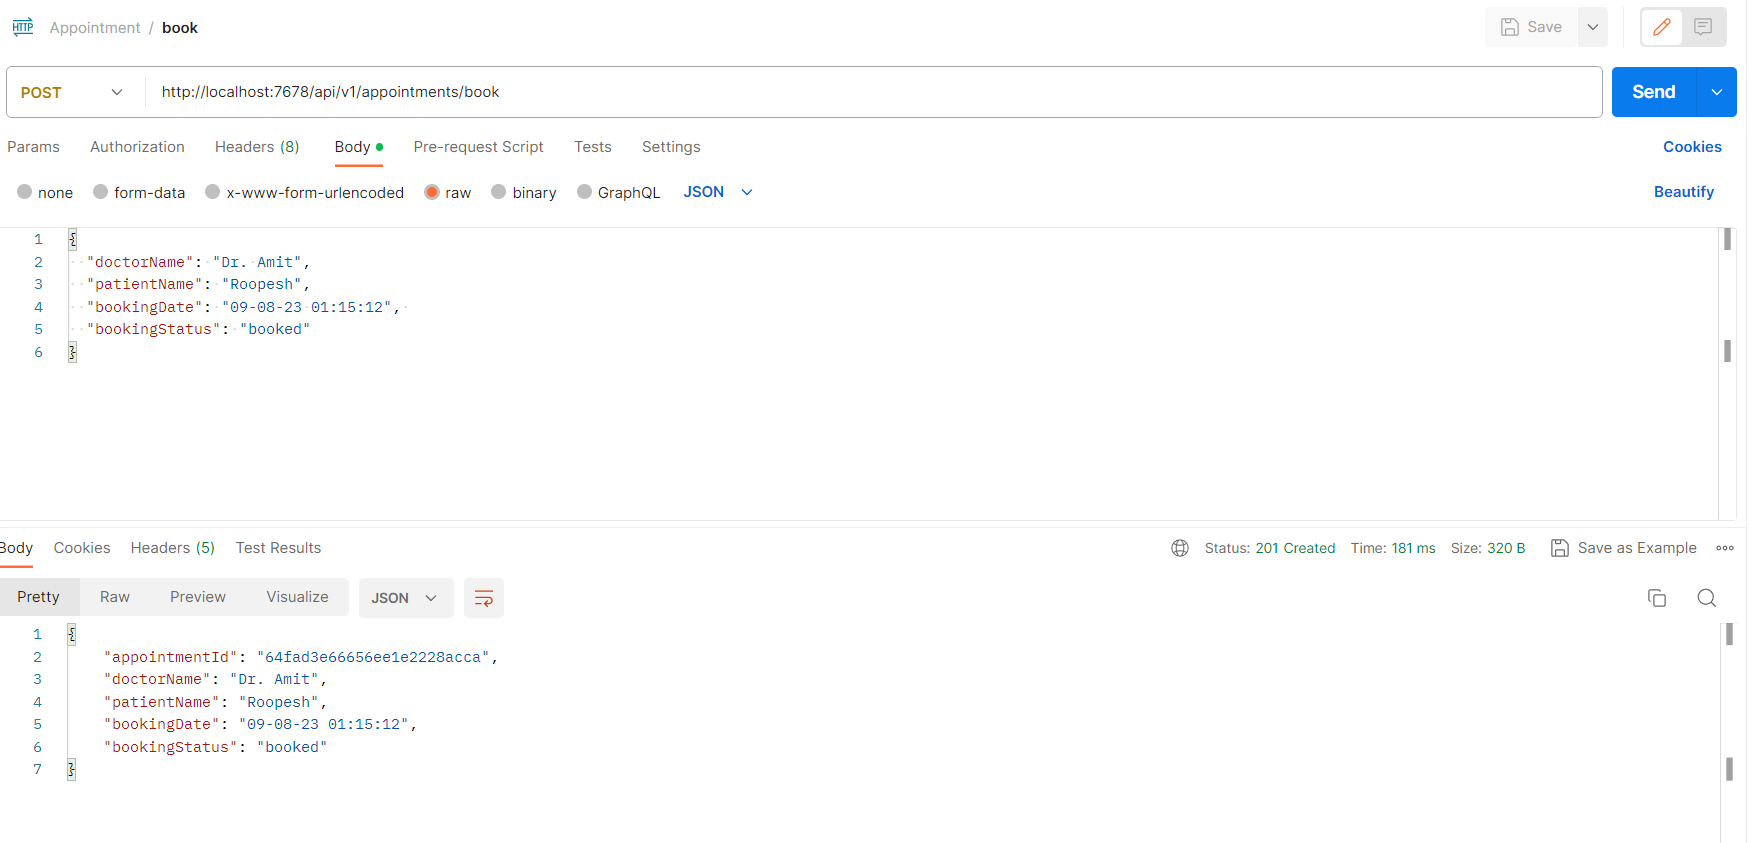 HTTP Appointment / book Save
POST http://localhost:7678/api/v1/appointments/book Send
Params Authorization Headers (8) Body Pre-request Script Tests Settings Cookies
none form-data x-www-form-urlencoded raw binary GraphQL JSON Beautify
1 {
2 "doctorName": "Dr. Amit",
3 "patientName": "Roopesh",
4 "bookingDate": "09-08-23 01:15:12",
5 "bookingStatus": "booked"
6 }
Body Cookies Headers (5) Test Results Status: 201 Created Time: 181 ms Size: 320 B Save as Example
Pretty Raw Preview Visualize JSON
1 {
2 "appointmentId": "64fad3e66656ee1e2228acca",
3 "doctorName": "Dr. Amit",
4 "patientName": "Roopesh",
5 "bookingDate": "09-08-23 01:15:12",
6 "bookingStatus": "booked"
7 }